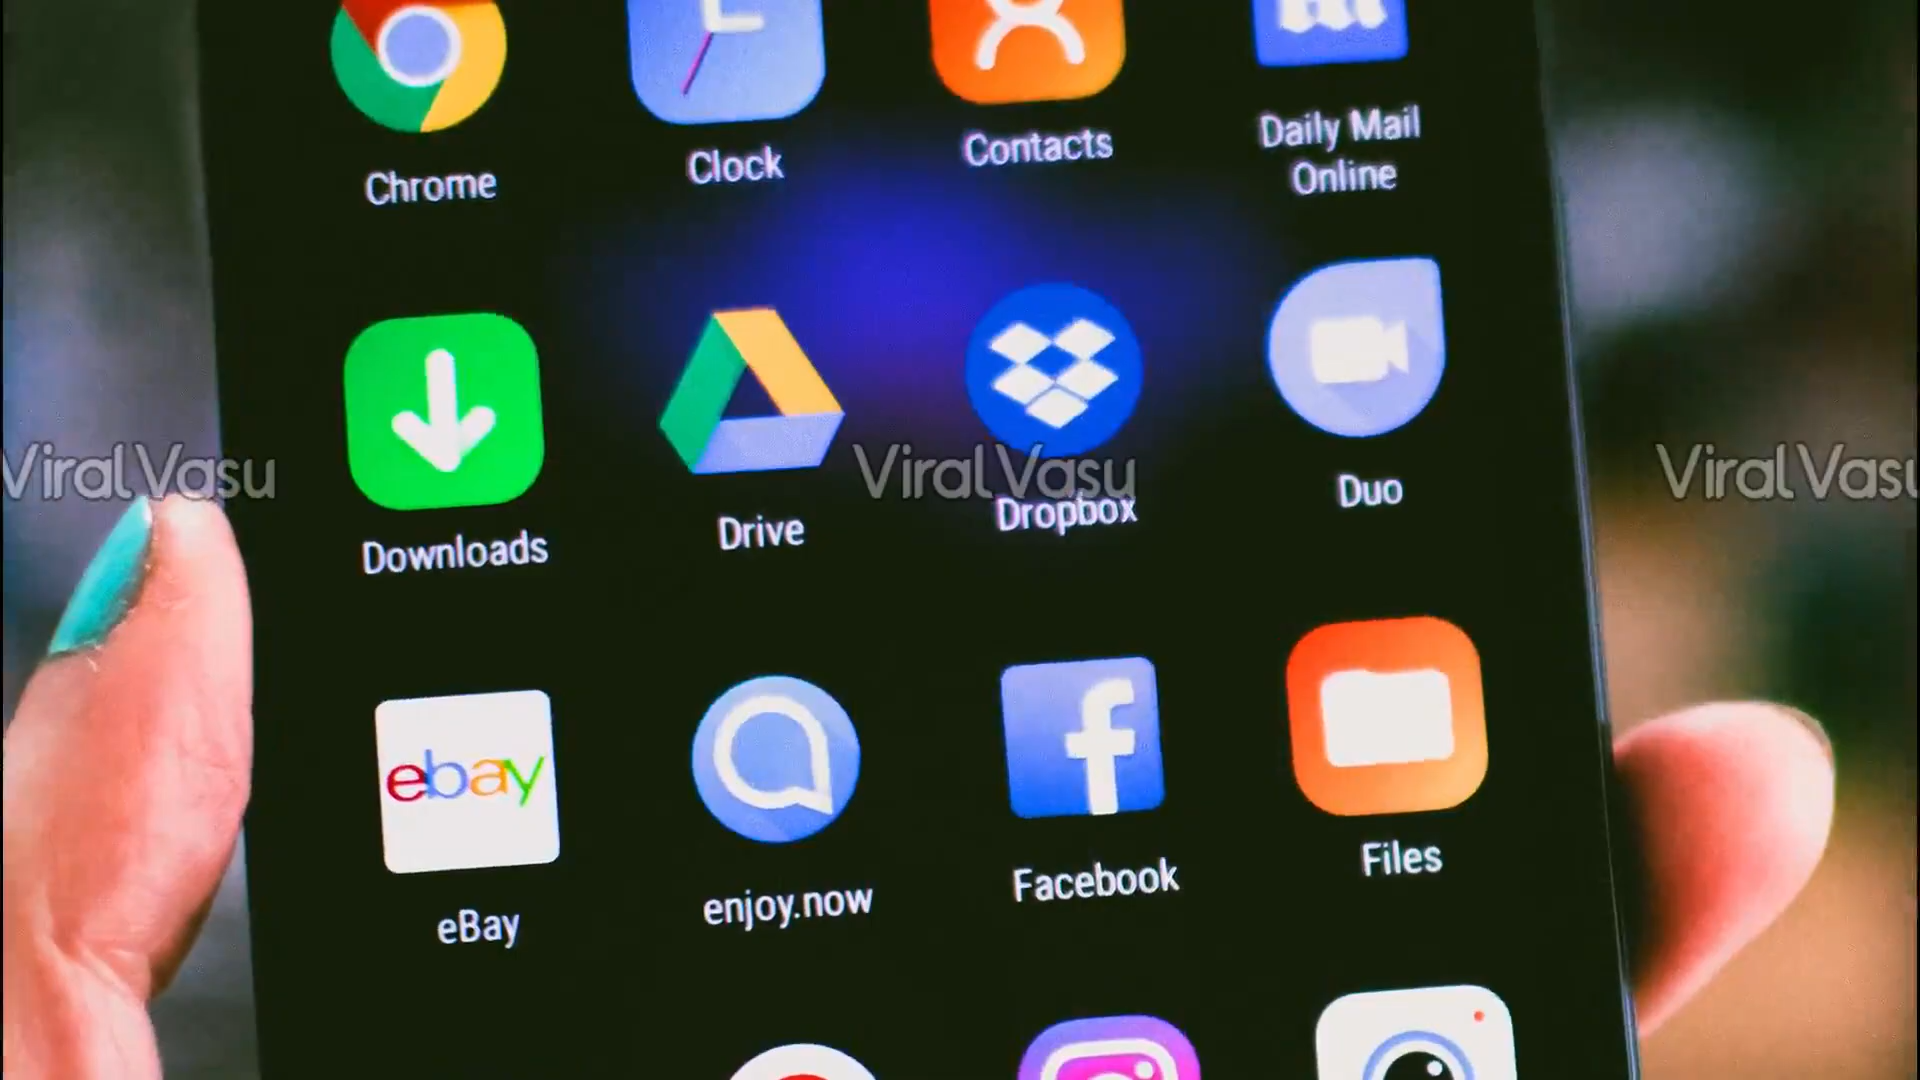 Chrome
Clock
Contacts
Daily Mail
Online
Downloads
Drive
Dropbox
Duo
ViralVasu
ViralVasu
ViralVasu
ebay
eBay
enjoy.now
Facebook
Files